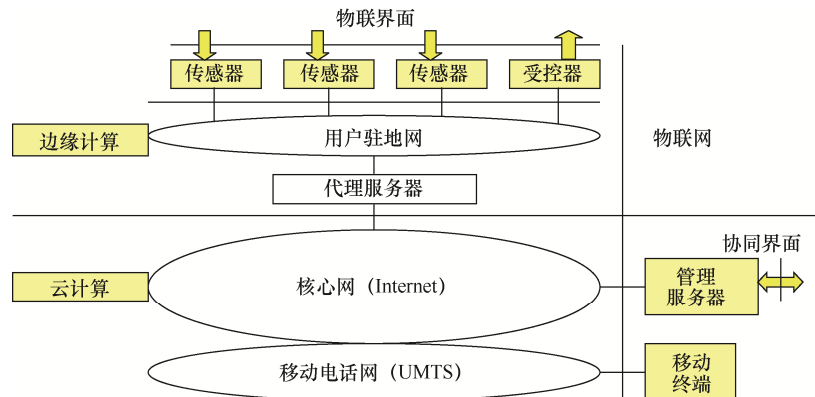 物联界面
传感器 传感器 传感器 受控器
边缘计算 用户驻地网 物联网
代理服务器
协同界面
云计算 核心网（Internet） 管理
服务器
移动电话网（UMTS） 移动
终端